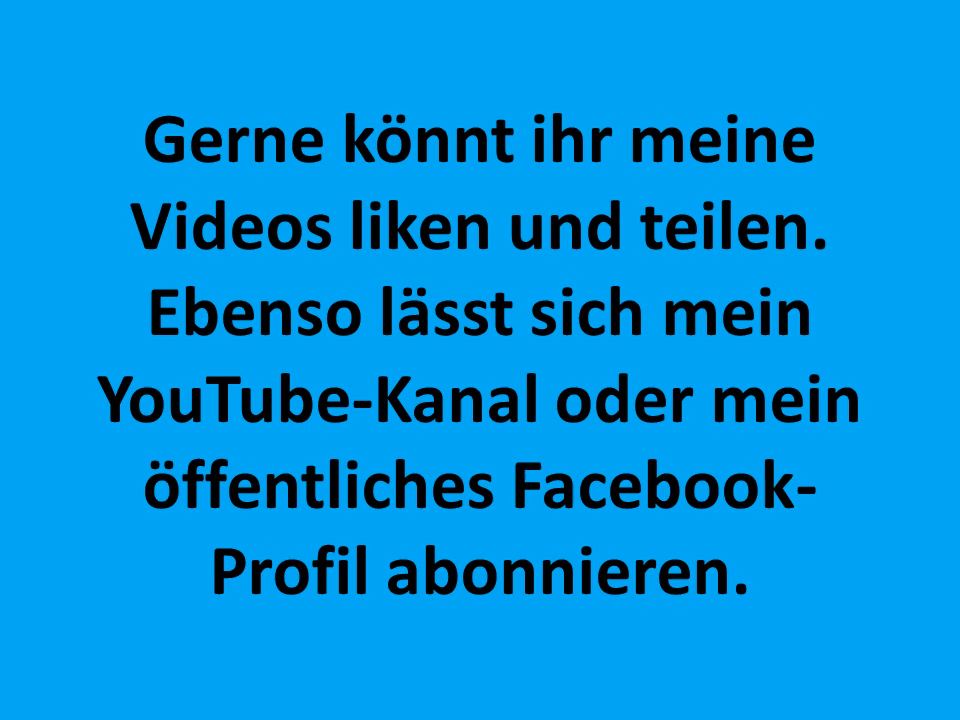 Gerne könnt ihr meine
Videos liken und teilen.
Ebenso lässt sich mein
YouTube-Kanal oder mein
öffentliches Facebook-
Profil abonnieren.